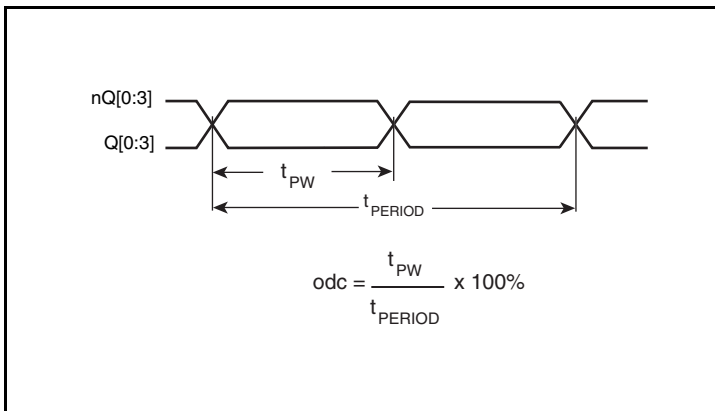 nQ[0:3]
Q[0:3]
tPW
tPERIOD
odc = tPW / tPERIOD x 100%